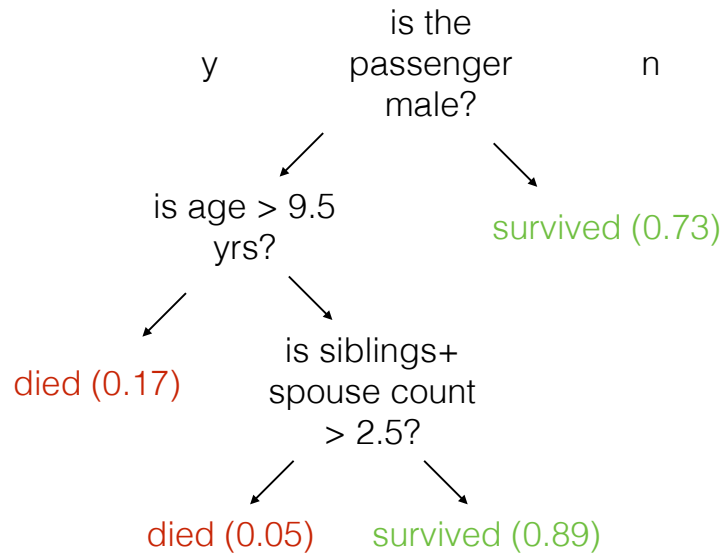 is the
y
passenger
n
male?
is age > 9.5
yrs?
survived (0.73)
died (0.17)
is siblings+
spouse count
> 2.5?
died (0.05)
survived (0.89)